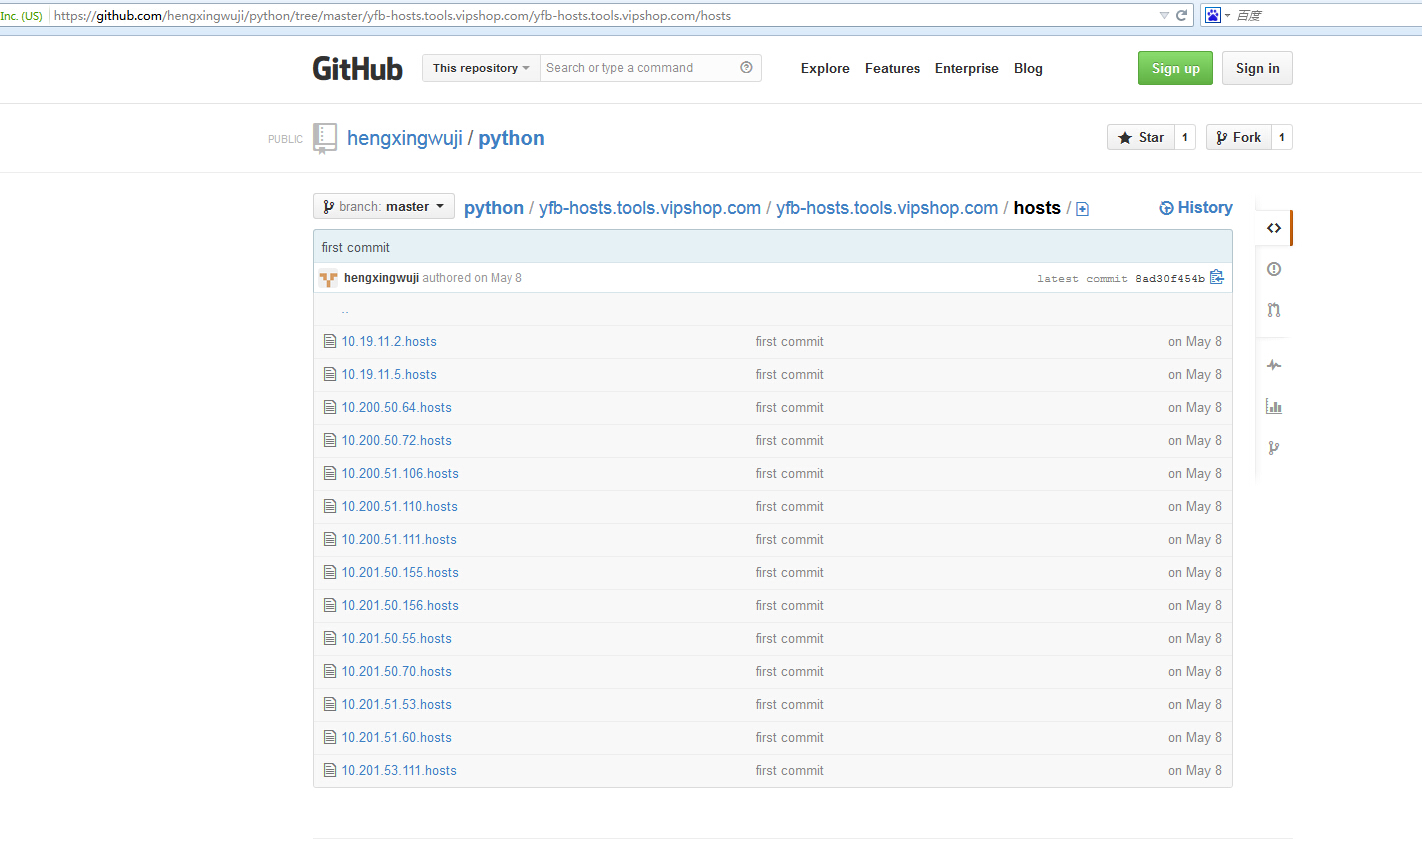 Inc. (US) https://github.com/hengxingwuji/python/tree/master/yfb-hosts.tools.vipshop.com/yfb-hosts.tools.vipshop.com/hosts 百度
GitHub This repository Search or type a command Explore Features Enterprise Blog Sign up Sign in
PUBLIC hengxingwuji / python Star 1 Fork 1
branch: master python / yfb-hosts.tools.vipshop.com / yfb-hosts.tools.vipshop.com / hosts / History
first commit
hengxingwuji authored on May 8 latest commit 8ad30f454b
..
10.19.11.2.hosts first commit on May 8
10.19.11.5.hosts first commit on May 8
10.200.50.64.hosts first commit on May 8
10.200.50.72.hosts first commit on May 8
10.200.51.106.hosts first commit on May 8
10.200.51.110.hosts first commit on May 8
10.200.51.111.hosts first commit on May 8
10.201.50.155.hosts first commit on May 8
10.201.50.156.hosts first commit on May 8
10.201.50.55.hosts first commit on May 8
10.201.50.70.hosts first commit on May 8
10.201.51.53.hosts first commit on May 8
10.201.51.60.hosts first commit on May 8
10.201.53.111.hosts first commit on May 8